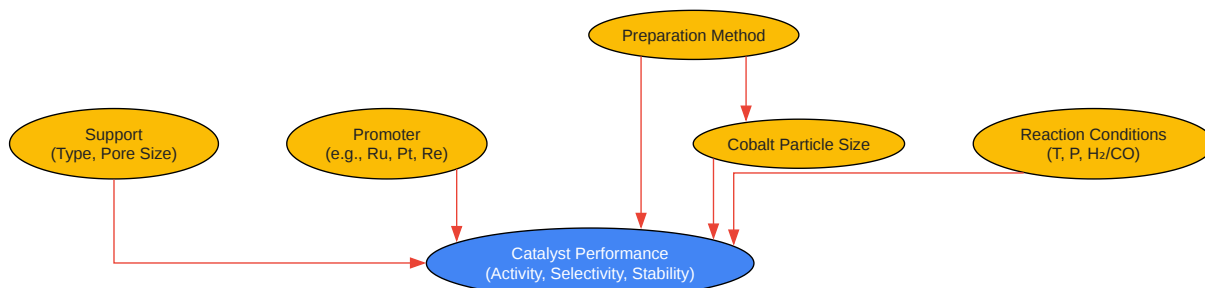 Preparation Method
Support
(Type, Pore Size)
Promoter
(e.g., Ru, Pt, Re)
Cobalt Particle Size
Reaction Conditions
(T, P, H₂/CO)
Catalyst Performance
(Activity, Selectivity, Stability)